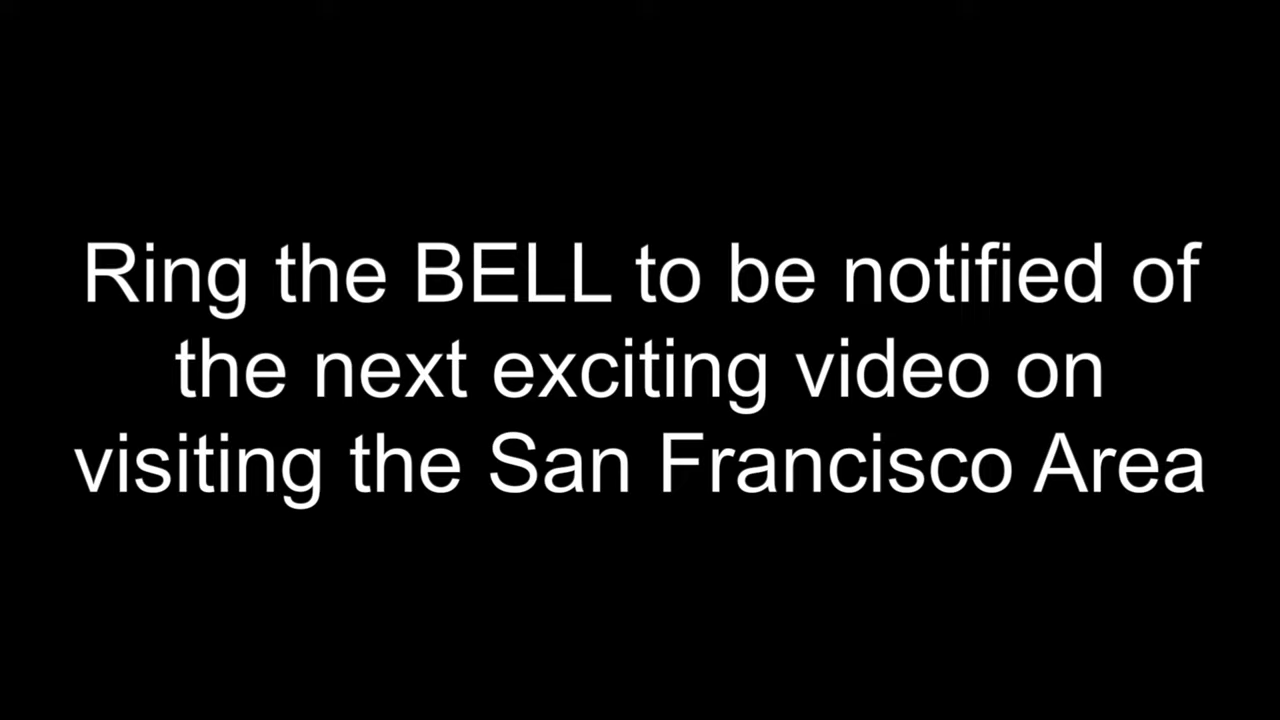 Ring the BELL to be notified of
the next exciting video on
visiting the San Francisco Area